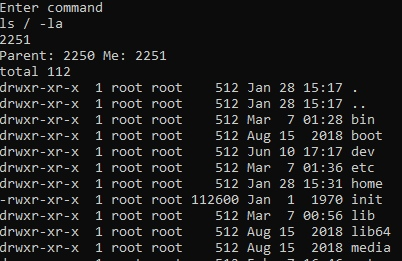 Enter command
ls / -la
2251
Parent: 2250 Me: 2251
total 112
drwxr-xr-x  1 root root    512 Jan 28 15:17 .
drwxr-xr-x  1 root root    512 Jan 28 15:17 ..
drwxr-xr-x  1 root root    512 Mar  7 01:28 bin
drwxr-xr-x  1 root root    512 Aug 15  2018 boot
drwxr-xr-x  1 root root    512 Jun 10 17:17 dev
drwxr-xr-x  1 root root    512 Mar  7 01:36 etc
drwxr-xr-x  1 root root    512 Jan 28 15:31 home
-rwxr-xr-x  1 root root 112600 Jan  1  1970 init
drwxr-xr-x  1 root root    512 Mar  7 00:56 lib
drwxr-xr-x  1 root root    512 Aug 15  2018 lib64
drwxr-xr-x  1 root root    512 Aug 15  2018 media